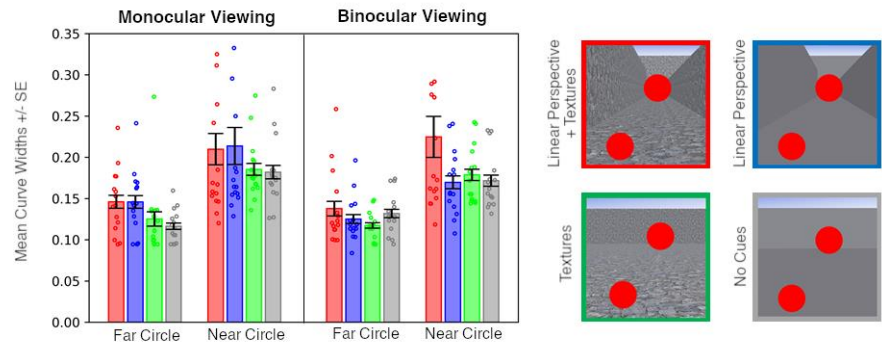 Monocular Viewing
Binocular Viewing
Mean Curve Widths +/- SE
0.35
0.30
0.25
0.20
0.15
0.10
0.05
0.00
Far Circle
Near Circle
Far Circle
Near Circle
Linear Perspective
+ Textures
Linear Perspective
Textures
No Cues